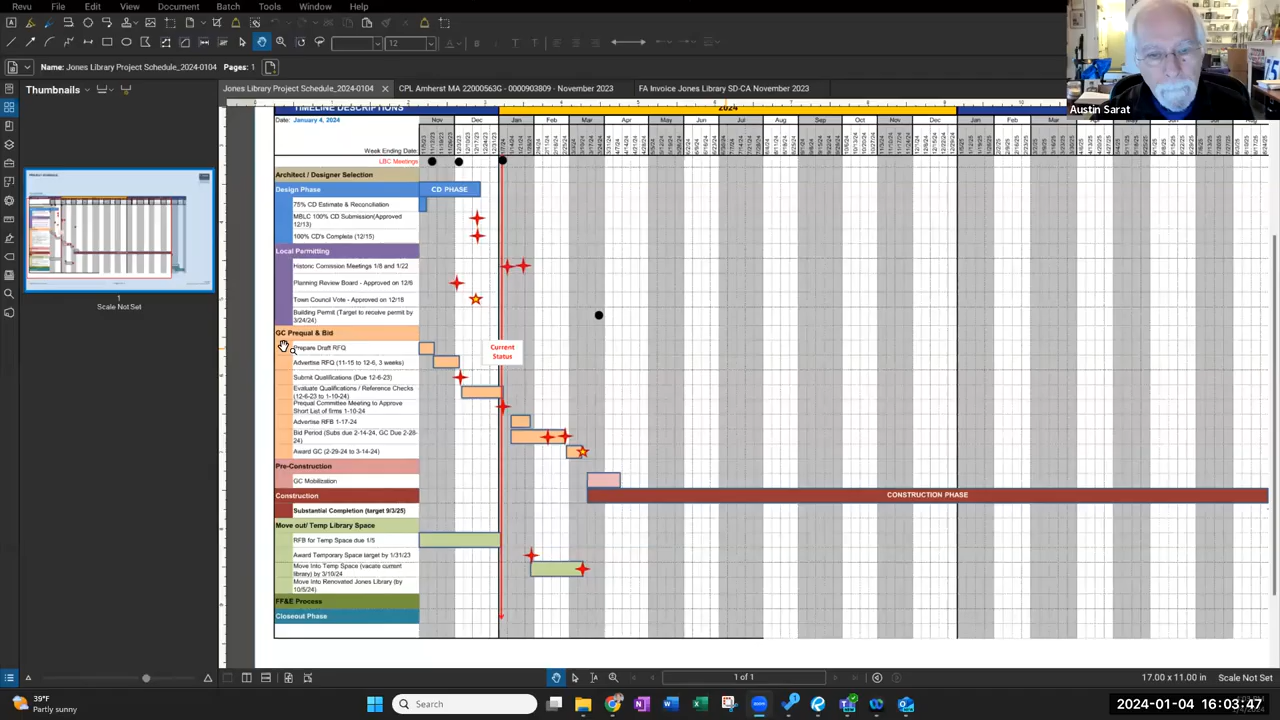 Revu File Edit View Document Batch Tools Window Help
12
Name: Jones Library Project Schedule_2024-0104 Pages: 1
Thumbnails
Jones Library Project Schedule_2024-0104
CPL Amherst MA 22000563G - 0000903809 - November 2023
FA Invoice Jones Library SD-CA November 2023
Austin Sarat
TIMELINE DESCRIPTIONS 2024
Date: January 4, 2024
Nov Dec Jan Feb Mar Apr May Jun Jul Aug Sep Oct Nov Dec Jan Feb Mar Apr May Jun Jul
Week Ending Date:
LBC Meetings
Architect / Designer Selection
Design Phase
CD PHASE
75% CD Estimate & Reconciliation
MBLC 100% CD Submission(Approved
12/13)
100% CD's Complete (12/15)
Local Permitting
Historic Comission Meetings 1/8 and 1/22
Planning Review Board - Approved on 12/6
Town Council Vote - Approved on 12/18
Building Permit (Target to receive permit by
3/24/24)
GC Prequal & Bid
Prepare Draft RFQ
Current
Status
Advertise RFQ (11-15 to 12-6, 3 weeks)
Submit Qualifications (Due 12-6-23)
Evaluate Qualifications / Reference Checks
(12-6-23 to 1-10-24)
Prequal Committee Meeting to Approve
Short List of firms 1-10-24
Advertise RFB 1-17-24
Bid Period (Subs due 2-14-24, GC Due 2-28-
24)
Award GC (2-29-24 to 3-14-24)
Pre-Construction
GC Mobilization
Construction
CONSTRUCTION PHASE
Substantial Completion (target 9/3/25)
Move out/ Temp Library Space
RFB for Temp Space due 1/5
Award Temporary Space target by 1/31/23
Move Into Temp Space (vacate current
library) by 3/10/24
Move Into Renovated Jones Library (by
10/5/24)
FF&E Process
Closeout Phase
1
Scale Not Set
1 of 1
17.00 x 11.00 in
Scale Not Set
39°F
Partly sunny
Search
2024-01-04 16:03:47